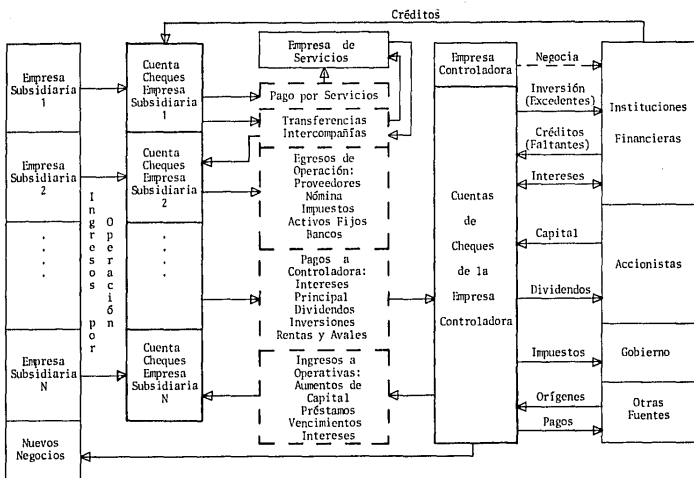 Créditos
Empresa
Subsidiaria
1
Empresa
Subsidiaria
2
.
.
.
.
Empresa
Subsidiaria
N
Nuevos
Negocios
Ingresos por
Operación
Cuenta
Cheques
Empresa
Subsidiaria
1
Cuenta
Cheques
Empresa
Subsidiaria
2
.
.
.
.
Cuenta
Cheques
Empresa
Subsidiaria
N
Empresa de
Servicios
Pago por Servicios
Transferencias
Intercompañías
Egresos de
Operación:
Proveedores
Nómina
Impuestos
Activos Fijos
Bancos
Pagos a
Controladora:
Intereses
Principal
Dividendos
Inversiones
Rentas y Avales
Ingresos a
Operativas:
Aumentos de
Capital
Préstamos
Vencimientos
Intereses
Empresa
Controladora
Cuentas
de
Cheques
de la
Empresa
Controladora
Negocia
Inversión
(Excedentes)
Créditos
(Faltantes)
Intereses
Capital
Dividendos
Impuestos
Orígenes
Pagos
Instituciones
Financieras
Accionistas
Gobierno
Otras
Fuentes